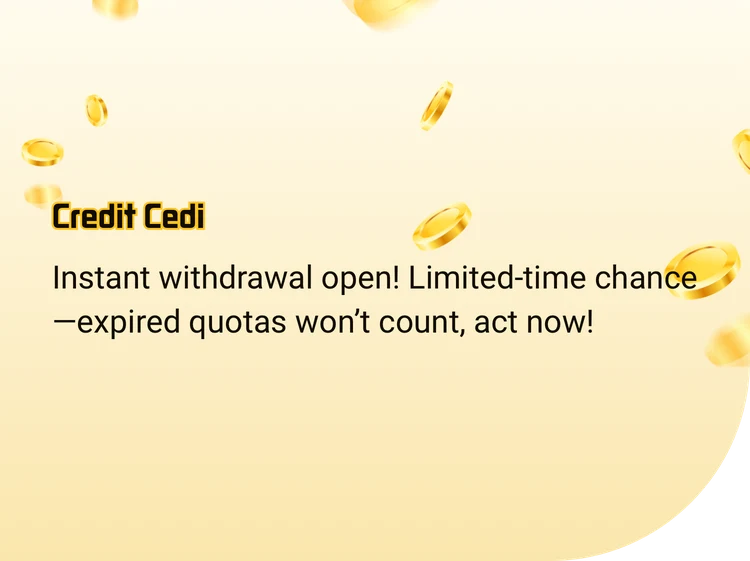 Credit Cedi
Instant withdrawal open! Limited-time chance
—expired quotas won’t count, act now!